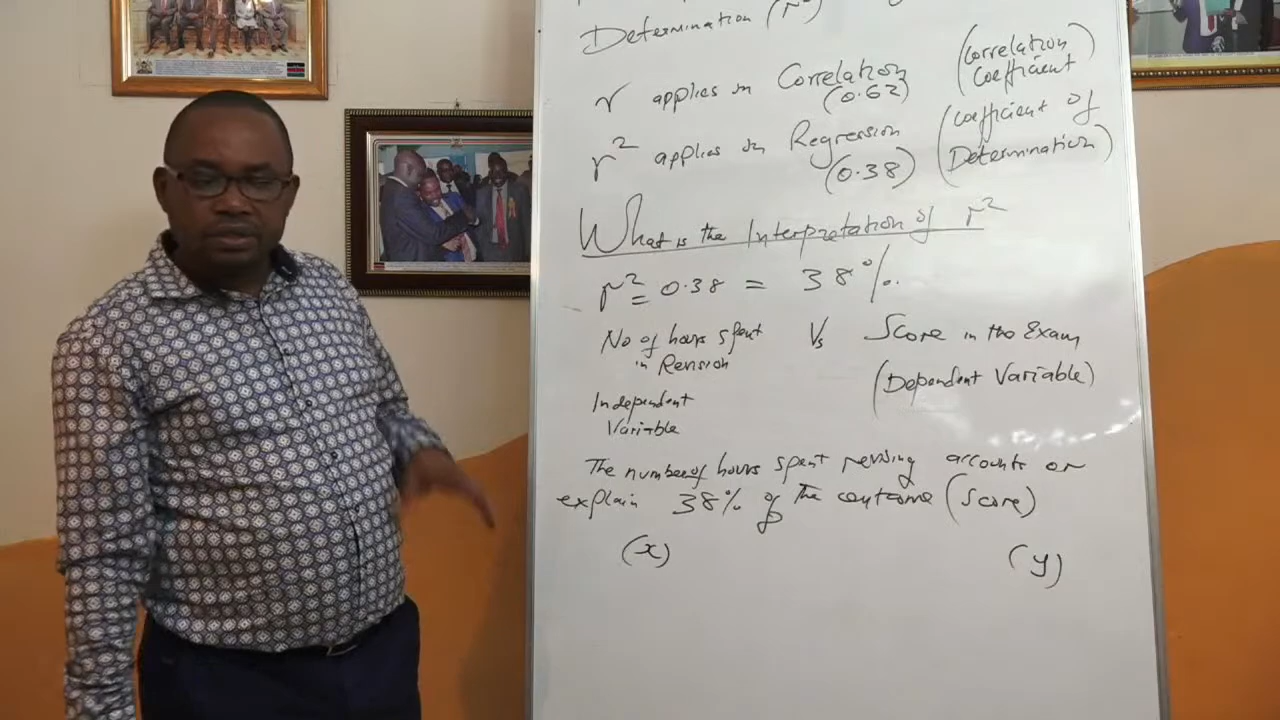 Determination (r²)
r applies in Correlation (Correlation
(0.62) Coefficient)
r² applies in Regression (Coefficient of
(0.38) Determination)
What is the Interpretation of r²
r² = 0.38 = 38%.
No of hours spent Vs Score in the Exam
in Revision (Dependent Variable)
Independent
Variable
The number of hours spent revising accounts or
explain 38% of the outcome (Score)
(x) (y)